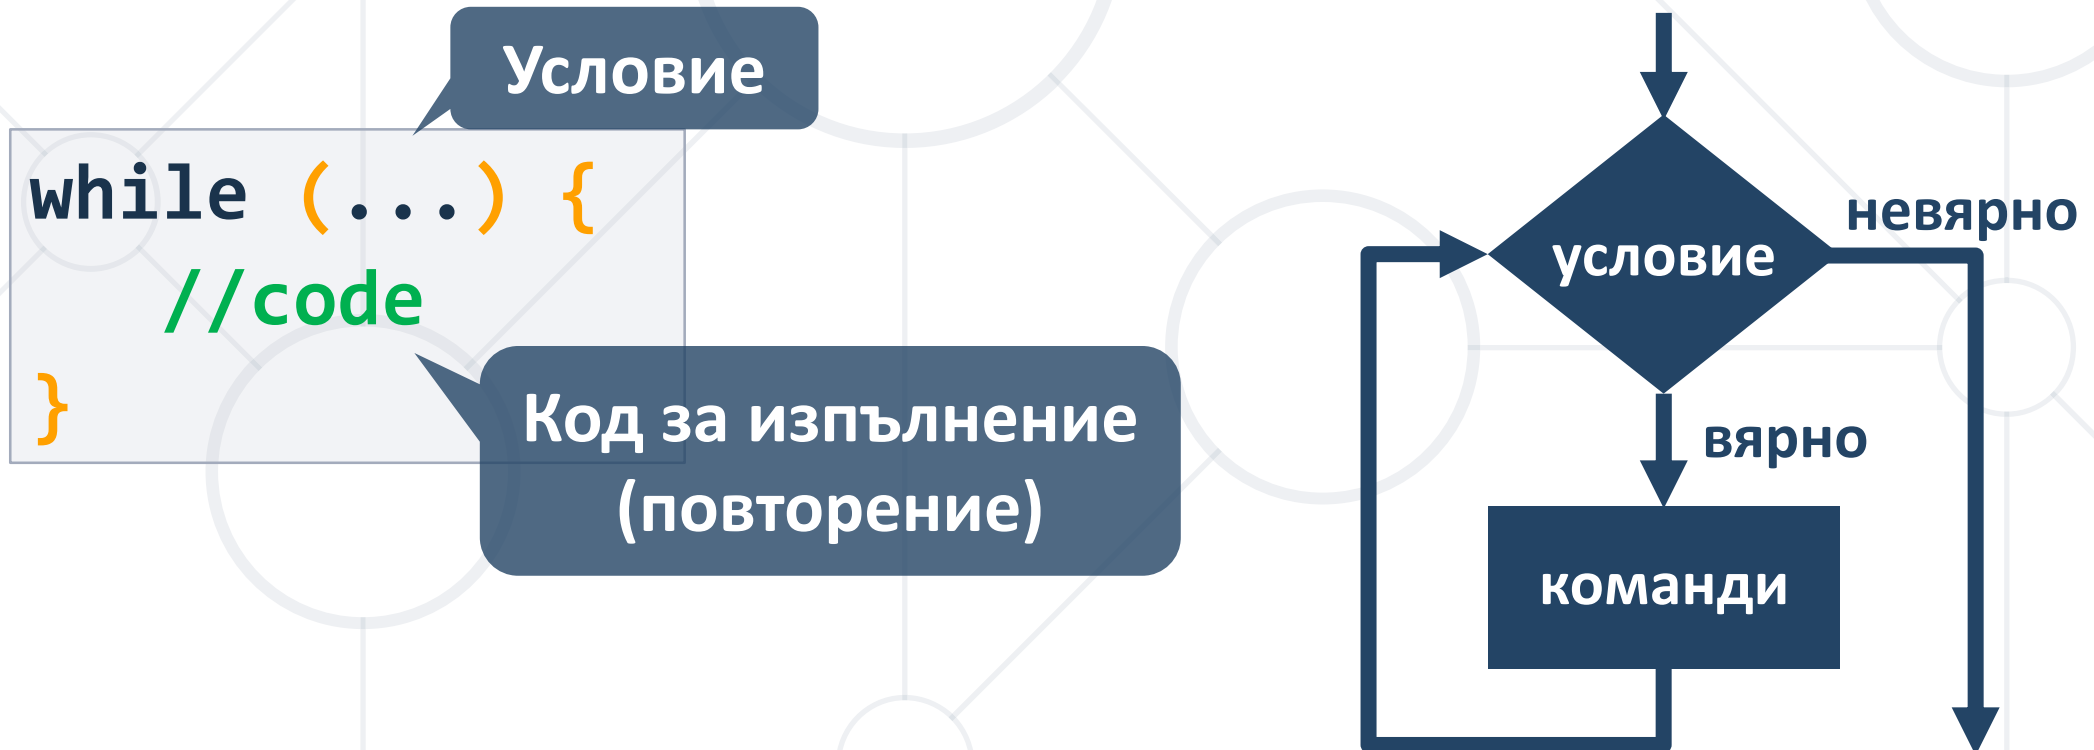 Условие
while (...) {
//code
}
Код за изпълнение
(повторение)
условие
невярно
вярно
команди